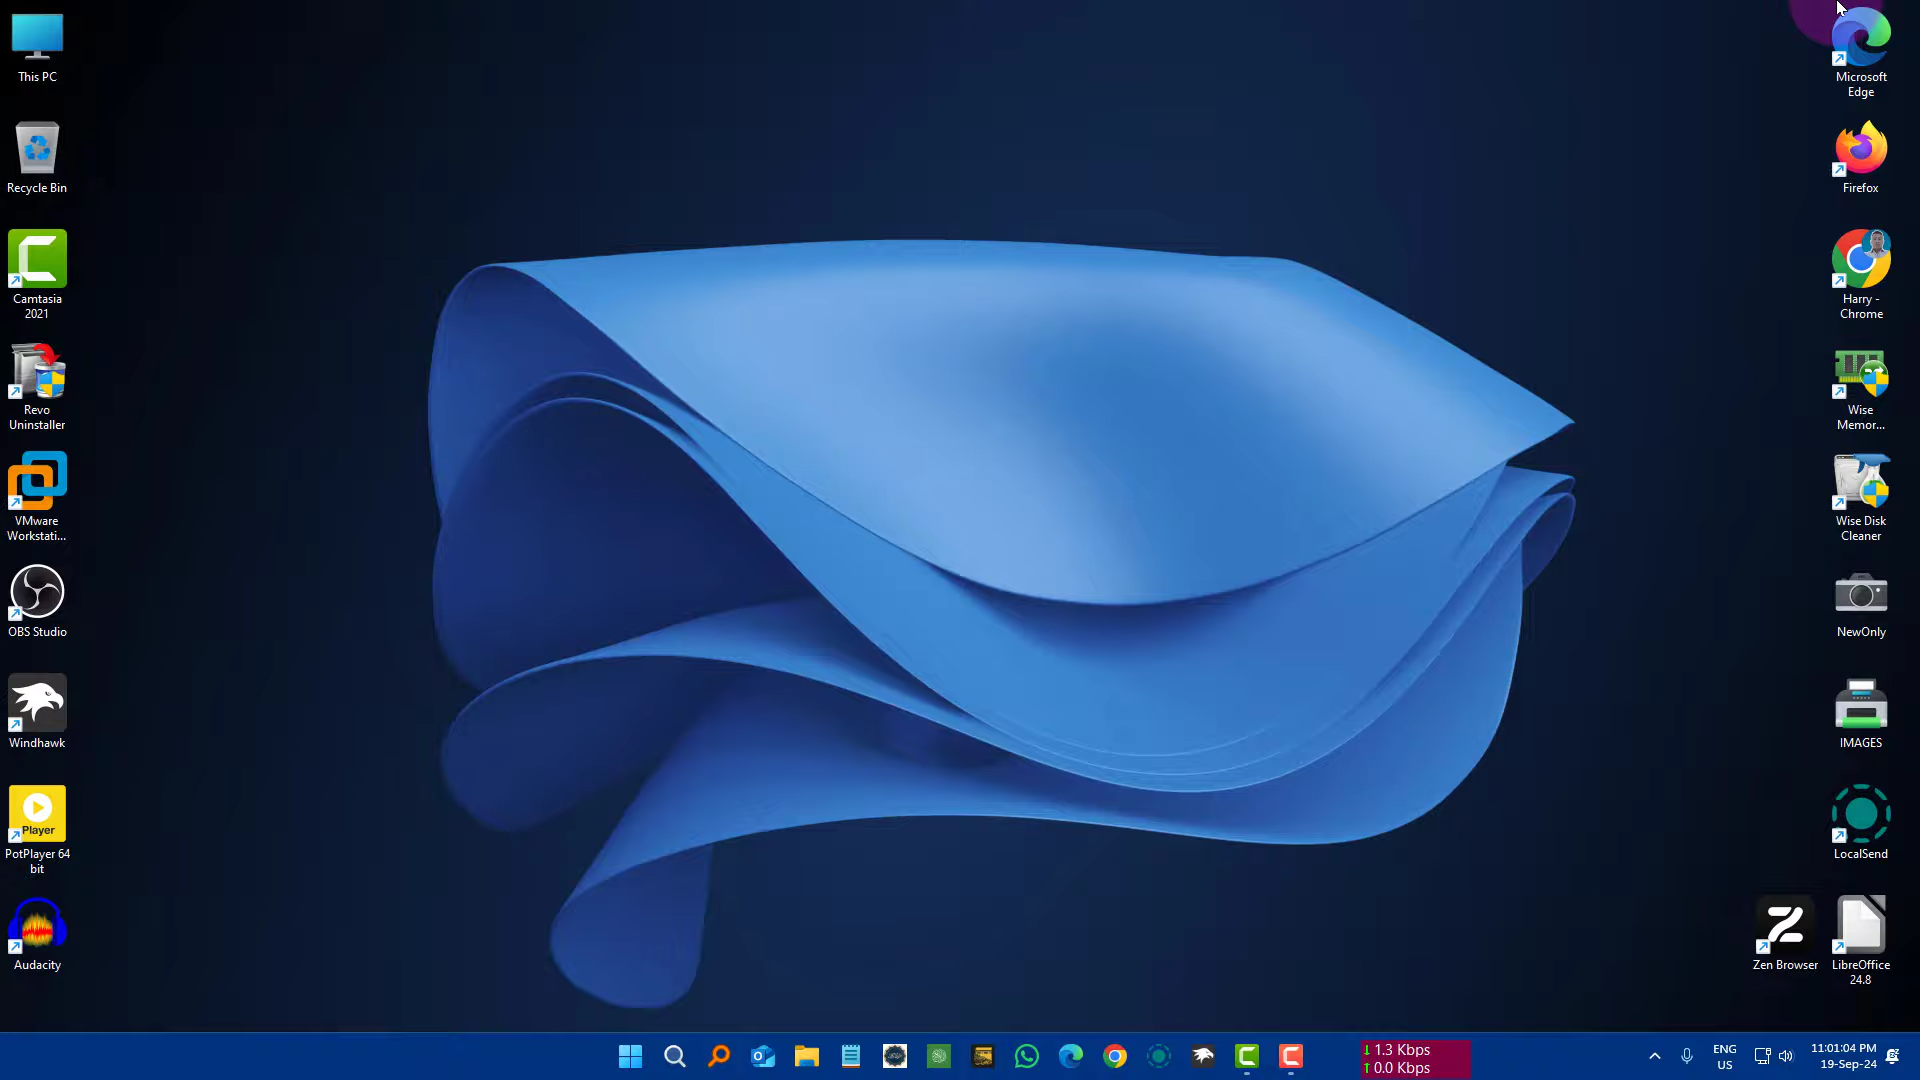 This PC
Recycle Bin
Camtasia
2021
Revo
Uninstaller
VMware
Workstati...
OBS Studio
Windhawk
Player
PotPlayer 64
bit
Audacity
Microsoft
Edge
Firefox
Harry -
Chrome
Wise
Memor...
Wise Disk
Cleaner
NewOnly
IMAGES
LocalSend
Zen Browser
LibreOffice
24.8
↓ 1.3 Kbps
↑ 0.0 Kbps
ENG
US
11:01:04 PM
19-Sep-24